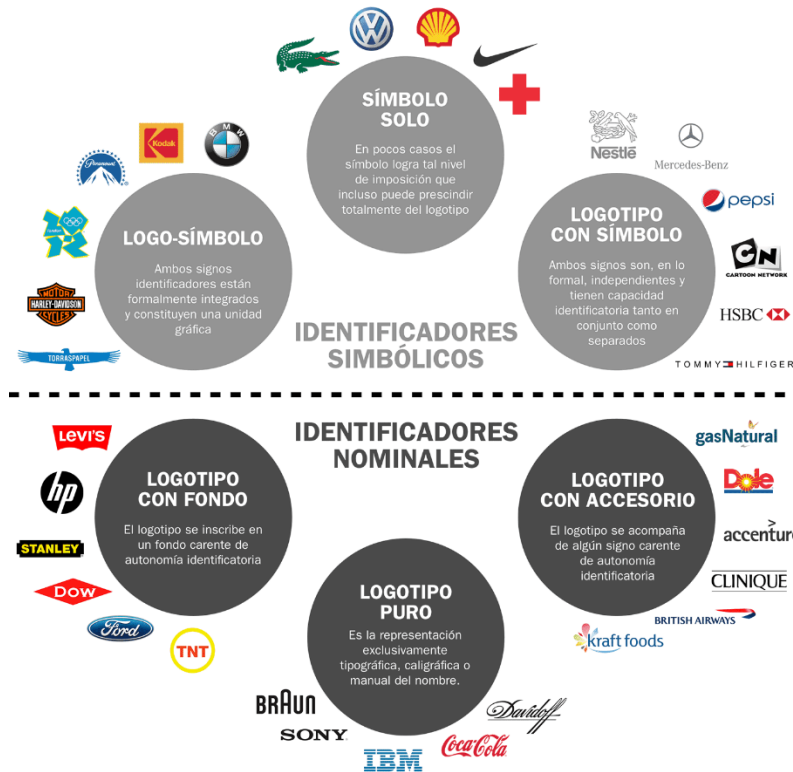 SÍMBOLO
SOLO
En pocos casos el
símbolo logra tal nivel
de imposición que
incluso puede prescindir
totalmente del logotipo
Kodak
BMW
Paramount
LOGO-SÍMBOLO
Ambos signos
identificadores están
formalmente integrados
y constituyen una unidad
gráfica
london
MOTOR
HARLEY-DAVIDSON
CYCLES
TORRASPAPEL
Nestlé
Mercedes-Benz
pepsi
LOGOTIPO
CON SÍMBOLO
Ambos signos son, en lo
formal, independientes y
tienen capacidad
identificatoria tanto en
conjunto como
separados
CN
CARTOON NETWORK
HSBC
TOMMY HILFIGER
IDENTIFICADORES
SIMBÓLICOS
IDENTIFICADORES
NOMINALES
LEVI'S
hp
STANLEY
DOW
Ford
TNT
LOGOTIPO
CON FONDO
El logotipo se inscribe en
un fondo carente de
autonomía identificatoria
LOGOTIPO
PURO
Es la representación
exclusivamente
tipográfica, caligráfica o
manual del nombre.
BRAUN
SONY
IBM
Coca-Cola
Davidoff
LOGOTIPO
CON ACCESORIO
El logotipo se acompaña
de algún signo carente
de autonomía
identificatoria
gasNatural
Dole
accenture
CLINIQUE
BRITISH AIRWAYS
kraft foods